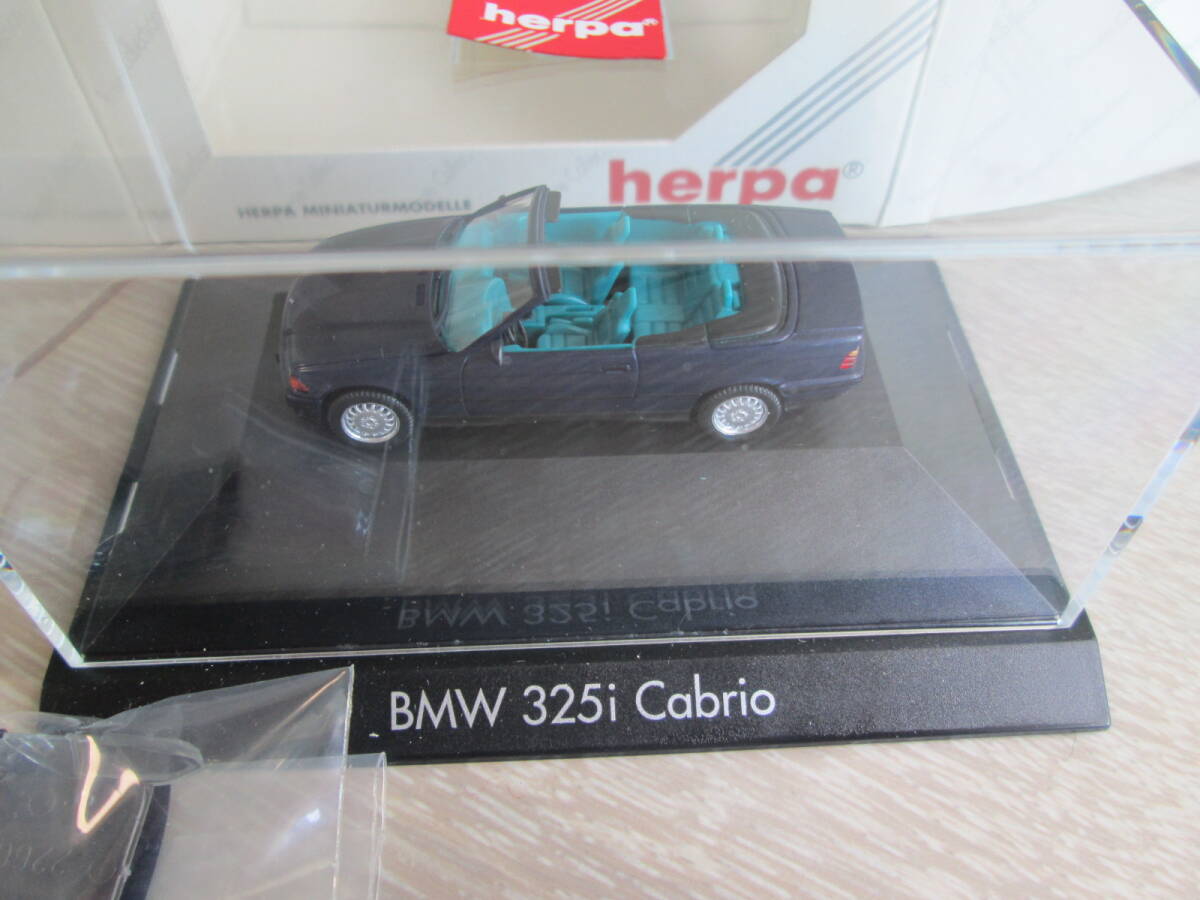 herpa®
herpa®
HERPA MINIATURMODELLE
BMW 325i Cabrio
BMW 325i Cabrio